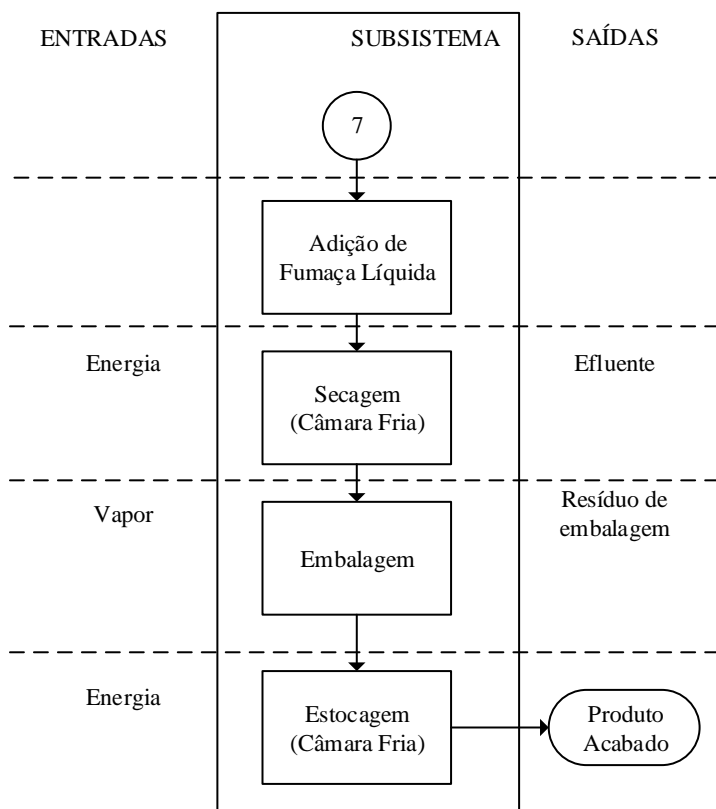 ENTRADAS
SUBSISTEMA
SAÍDAS
7
Adição de
Fumaça Líquida
Energia
Secagem
(Câmara Fria)
Efluente
Vapor
Embalagem
Resíduo de
embalagem
Energia
Estocagem
(Câmara Fria)
Produto
Acabado